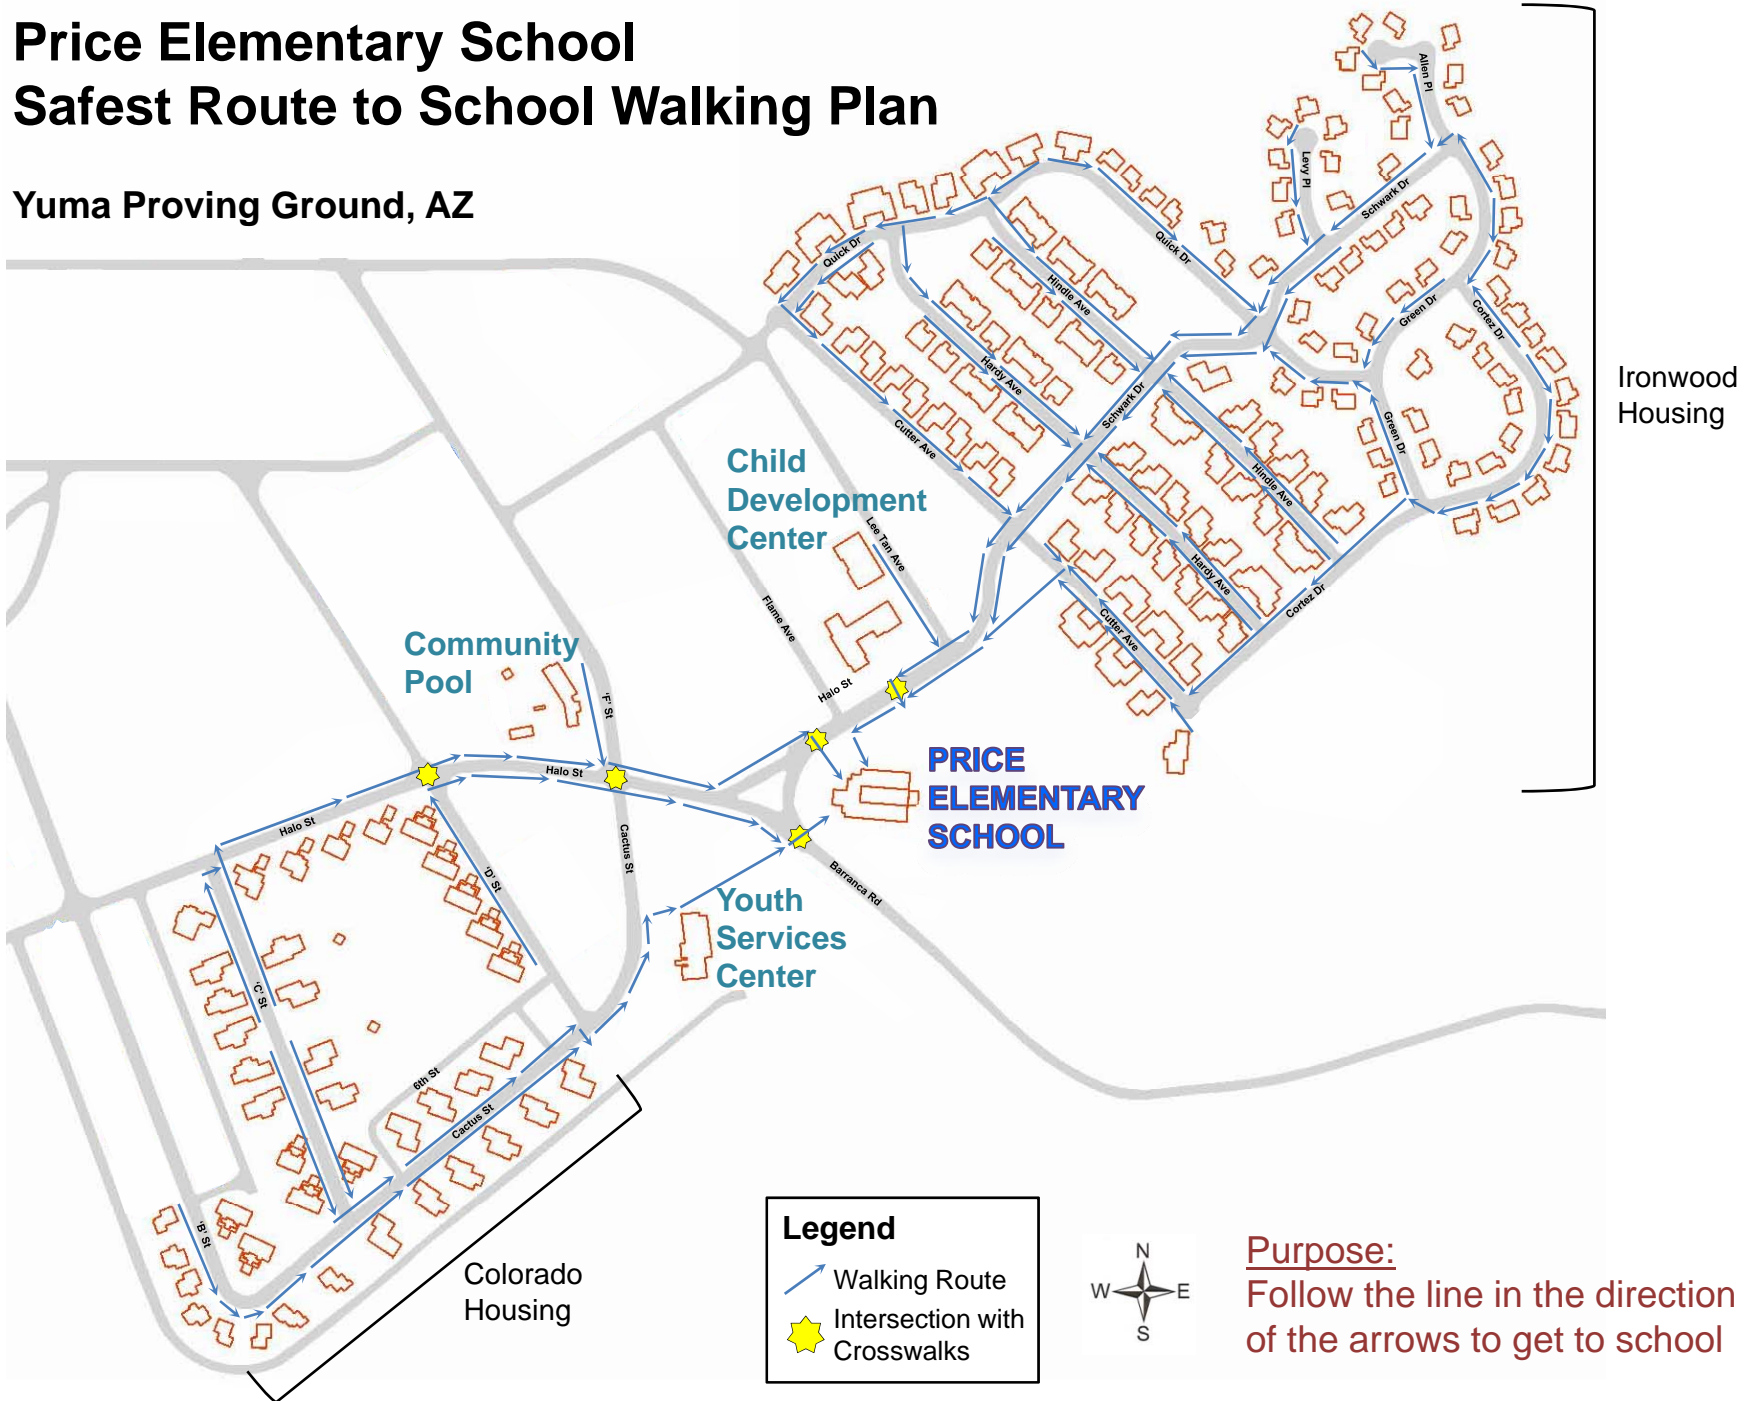 Price Elementary School
Safest Route to School Walking Plan
Yuma Proving Ground, AZ
Allen Pl
Levy Pl
Schwark Dr
Quick Dr
Quick Dr
Hindle Ave
Green Dr
Cortez Dr
Hardy Ave
Schwark Dr
Cutter Ave
Green Dr
Hindle Ave
Ironwood
Housing
Child
Development
Center
Lee Tan Ave
Flame Ave
Hardy Ave
Cortez Dr
Cutter Ave
Community
Pool
'F' St
Halo St
Halo St
Halo St
PRICE
ELEMENTARY
SCHOOL
Cactus St
'D' St
Barranca Rd
Youth
Services
Center
'C' St
6th St
Cactus St
'B' St
Colorado
Housing
Legend
Walking Route
Intersection with
Crosswalks
N
W
E
S
Purpose:
Follow the line in the direction
of the arrows to get to school